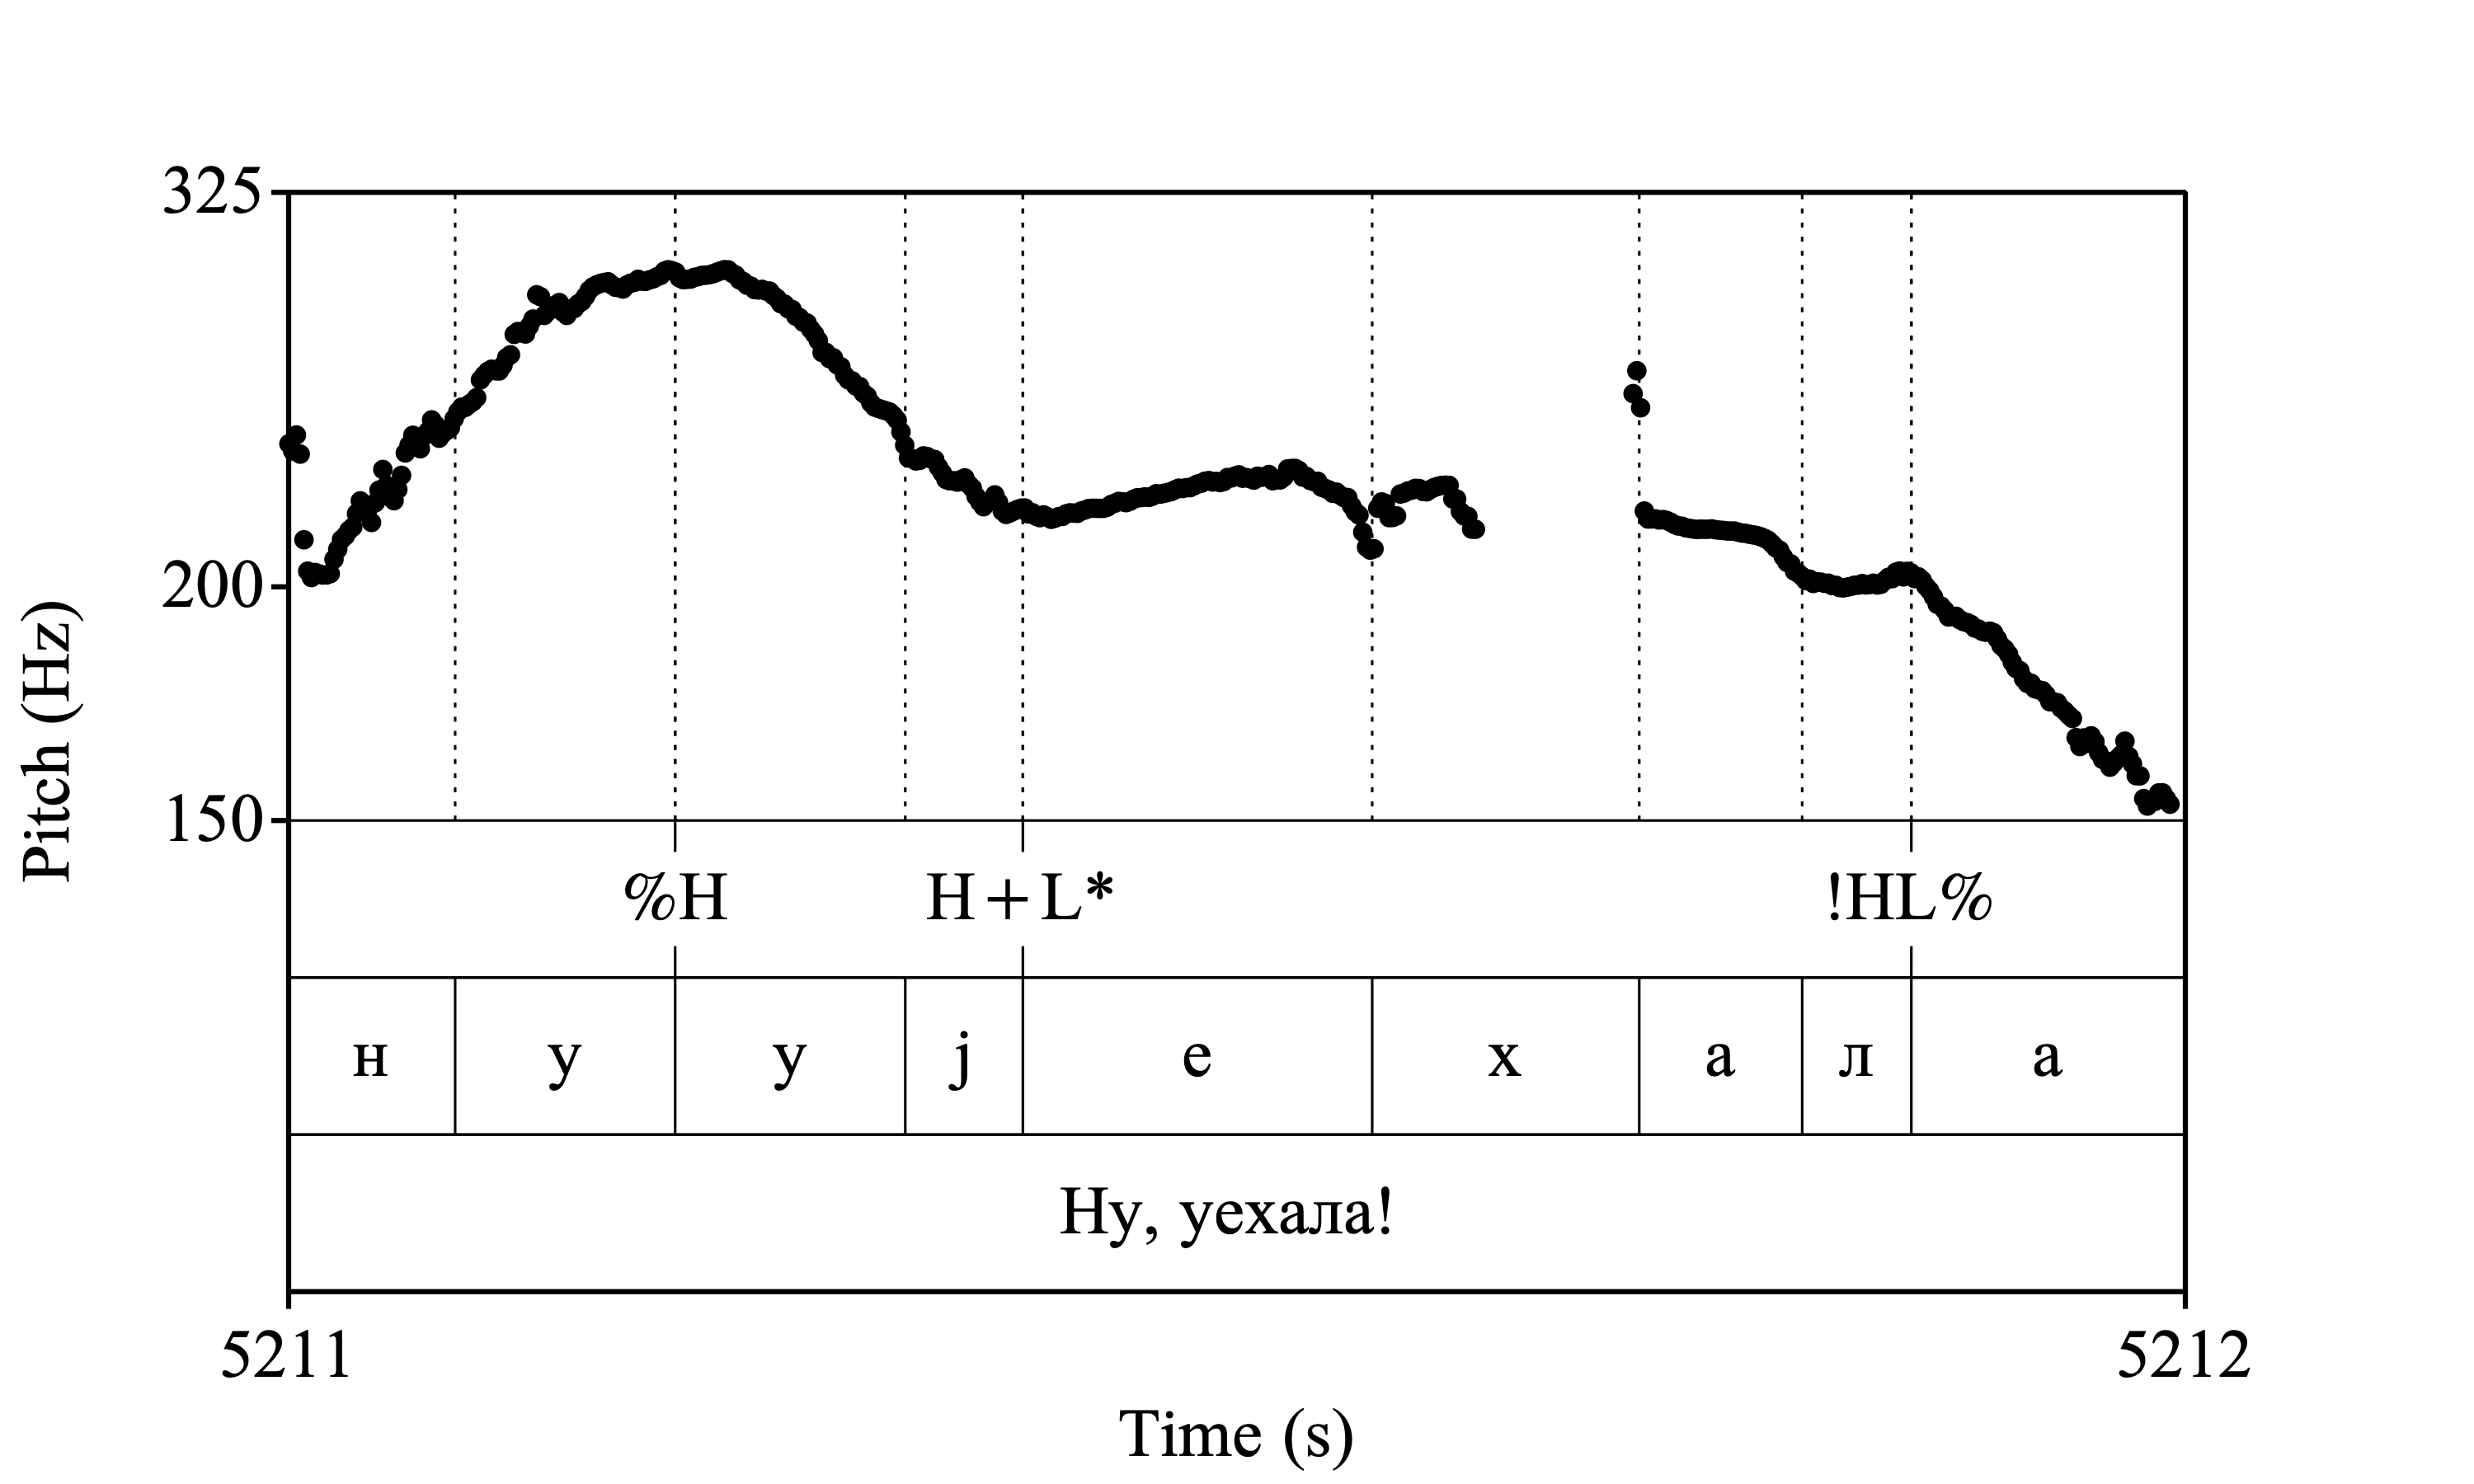 325
200
150
Pitch (Hz)
%H H+L* !HL%
н у у j е х а л а
Ну, уехала!
5211 5212
Time (s)